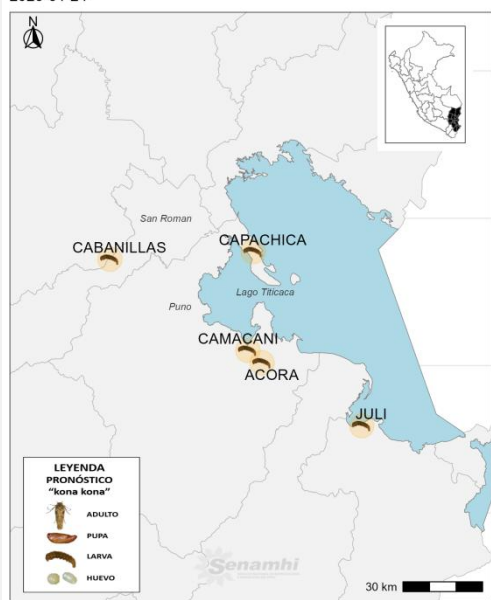 N
San Roman
CABANILLAS
CAPACHICA
Lago Titicaca
Puno
CAMACANI
ACORA
JULI
LEYENDA
PRONÓSTICO
“kona kona”
ADULTO
PUPA
LARVA
HUEVO
Senamhi
30 km